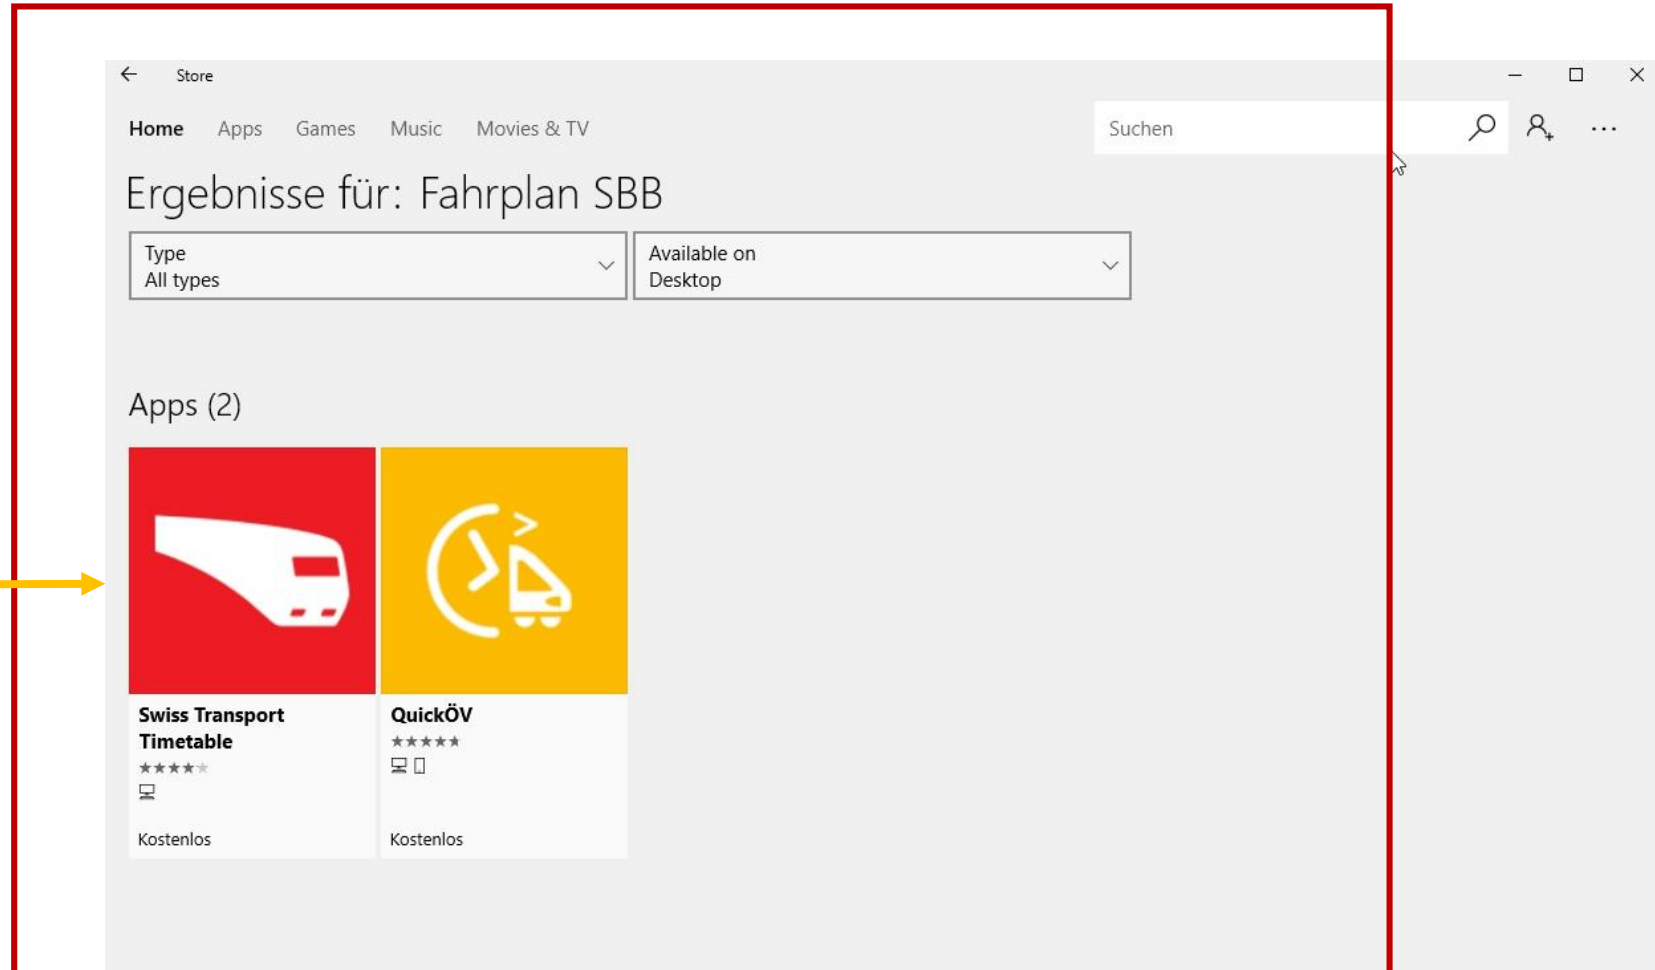 Store
Home Apps Games Music Movies & TV
Suchen
Ergebnisse für: Fahrplan SBB
Type
All types
Available on
Desktop
Apps (2)
Swiss Transport
Timetable
Kostenlos
QuickÖV
Kostenlos